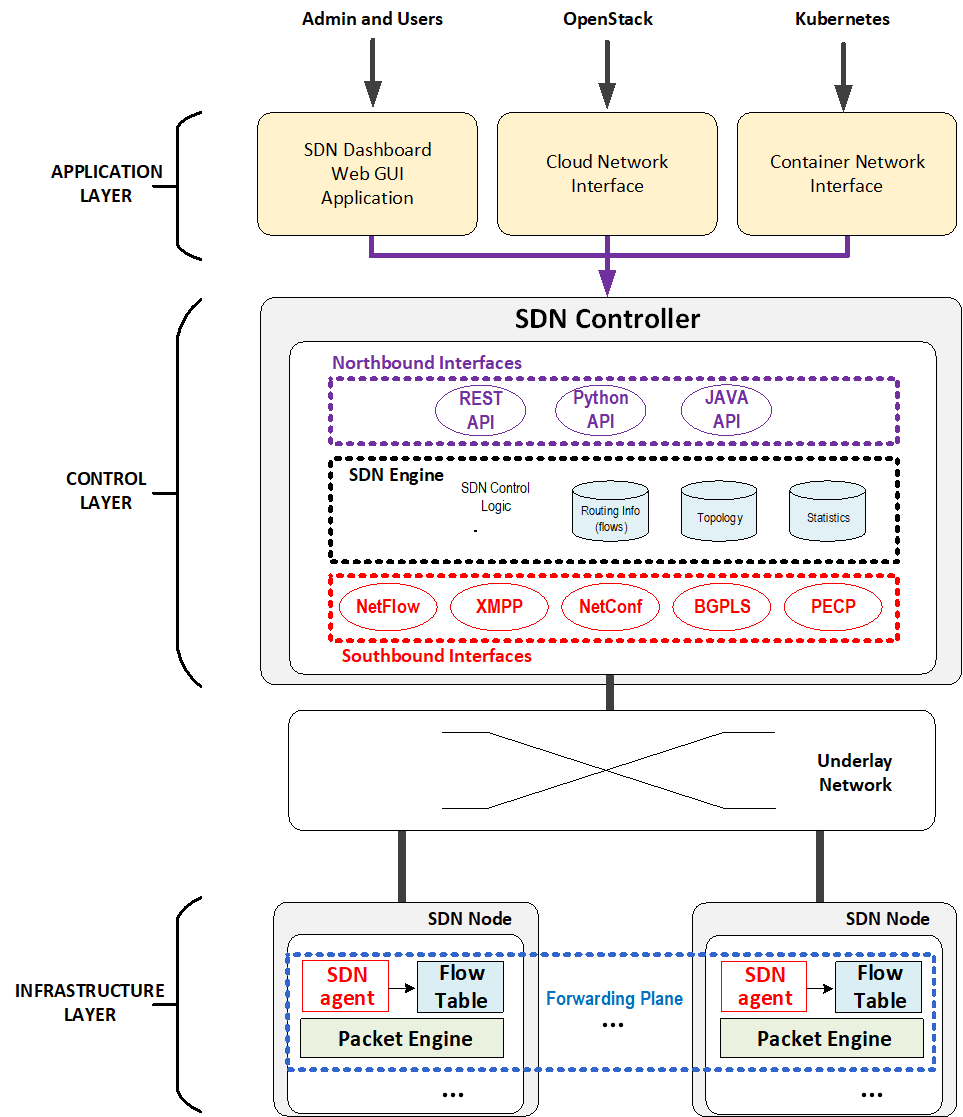 Admin and Users
OpenStack
Kubernetes
APPLICATION
LAYER
SDN Dashboard
Web GUI
Application
Cloud Network
Interface
Container Network
Interface
CONTROL
LAYER
SDN Controller
Northbound Interfaces
REST
API
Python
API
JAVA
API
SDN Engine
SDN Control
Logic
.
Routing Info
(flows)
Topology
Statistics
NetFlow
XMPP
NetConf
BGPLS
PECP
Southbound Interfaces
Underlay
Network
INFRASTRUCTURE
LAYER
SDN Node
SDN
agent
Flow
Table
Packet Engine
...
Forwarding Plane
...
SDN Node
SDN
agent
Flow
Table
Packet Engine
...